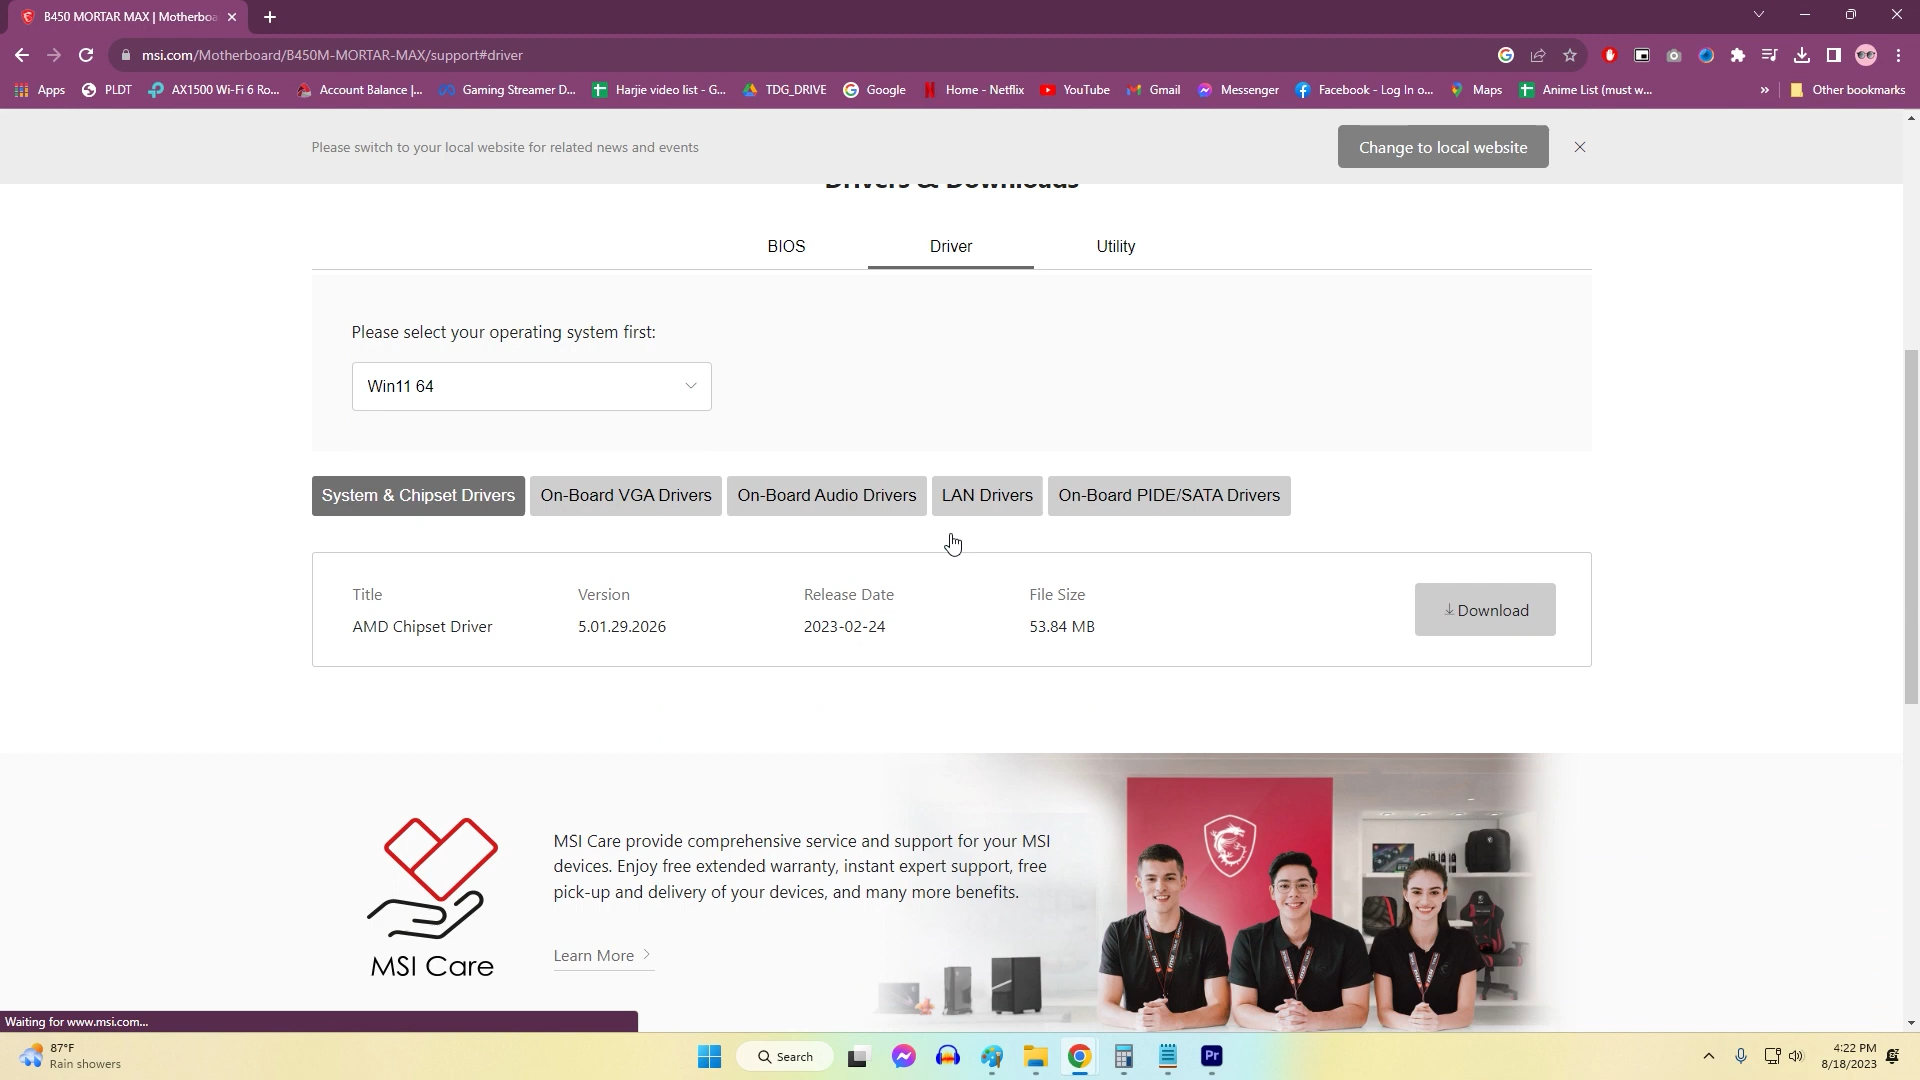 B450 MORTAR MAX | Motherboa
msi.com/Motherboard/B450M-MORTAR-MAX/support#driver
Apps PLDT AX1500 Wi-Fi 6 Ro... Account Balance |... Gaming Streamer D... Harjie video list - G... TDG_DRIVE Google Home - Netflix YouTube Gmail Messenger Facebook - Log In o... Maps Anime List (must w... » Other bookmarks
Please switch to your local website for related news and events
Change to local website
Drivers & Downloads
BIOS Driver Utility
Please select your operating system first:
Win11 64
System & Chipset Drivers On-Board VGA Drivers On-Board Audio Drivers LAN Drivers On-Board PIDE/SATA Drivers
Title Version Release Date File Size
Download
AMD Chipset Driver 5.01.29.2026 2023-02-24 53.84 MB
MSI Care provide comprehensive service and support for your MSI
devices. Enjoy free extended warranty, instant expert support, free
pick-up and delivery of your devices, and many more benefits.
Learn More
MSI Care
Waiting for www.msi.com...
87°F
Rain showers
Search
Pr
4:22 PM
8/18/2023